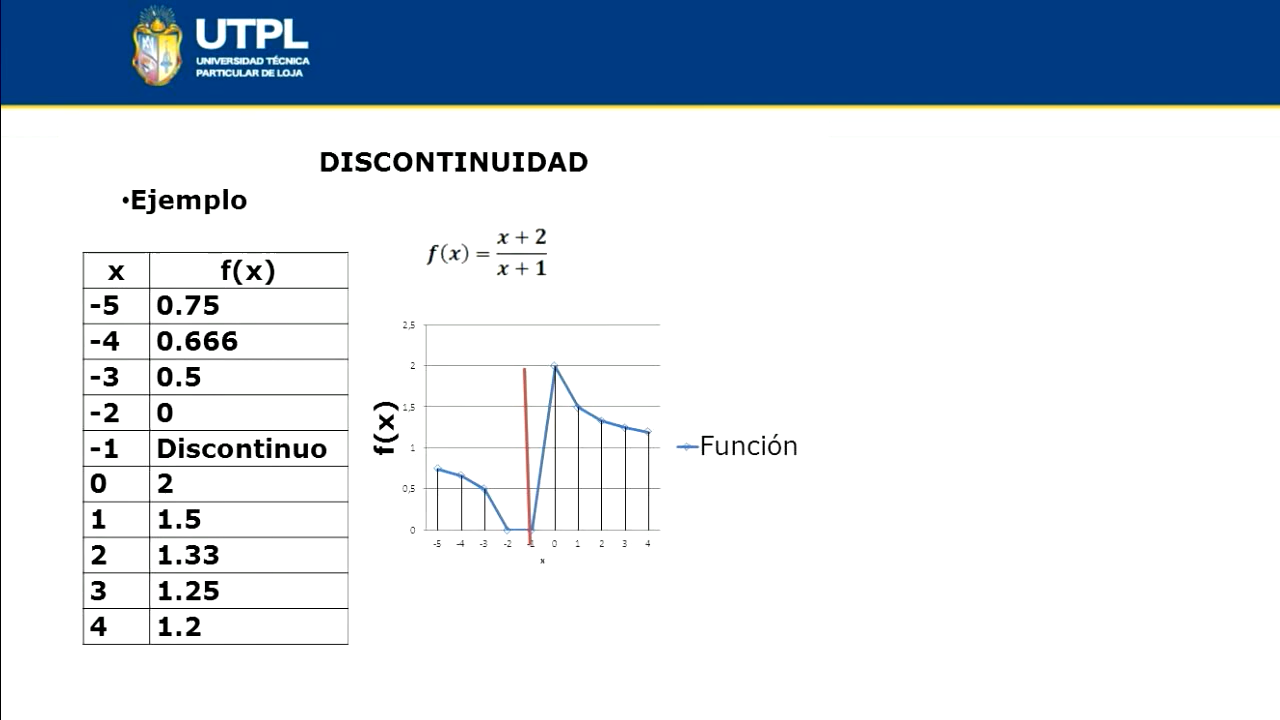 UTPL
UNIVERSIDAD TÉCNICA
PARTICULAR DE LOJA
DISCONTINUIDAD
•Ejemplo
f(x) = x + 2 / x + 1
x f(x)
-5 0.75
-4 0.666
-3 0.5
-2 0
-1 Discontinuo
0 2
1 1.5
2 1.33
3 1.25
4 1.2
2,5
2
1,5
1
0,5
0
f(x)
-5 -4 -3 -2 -1 0 1 2 3 4
x
Función